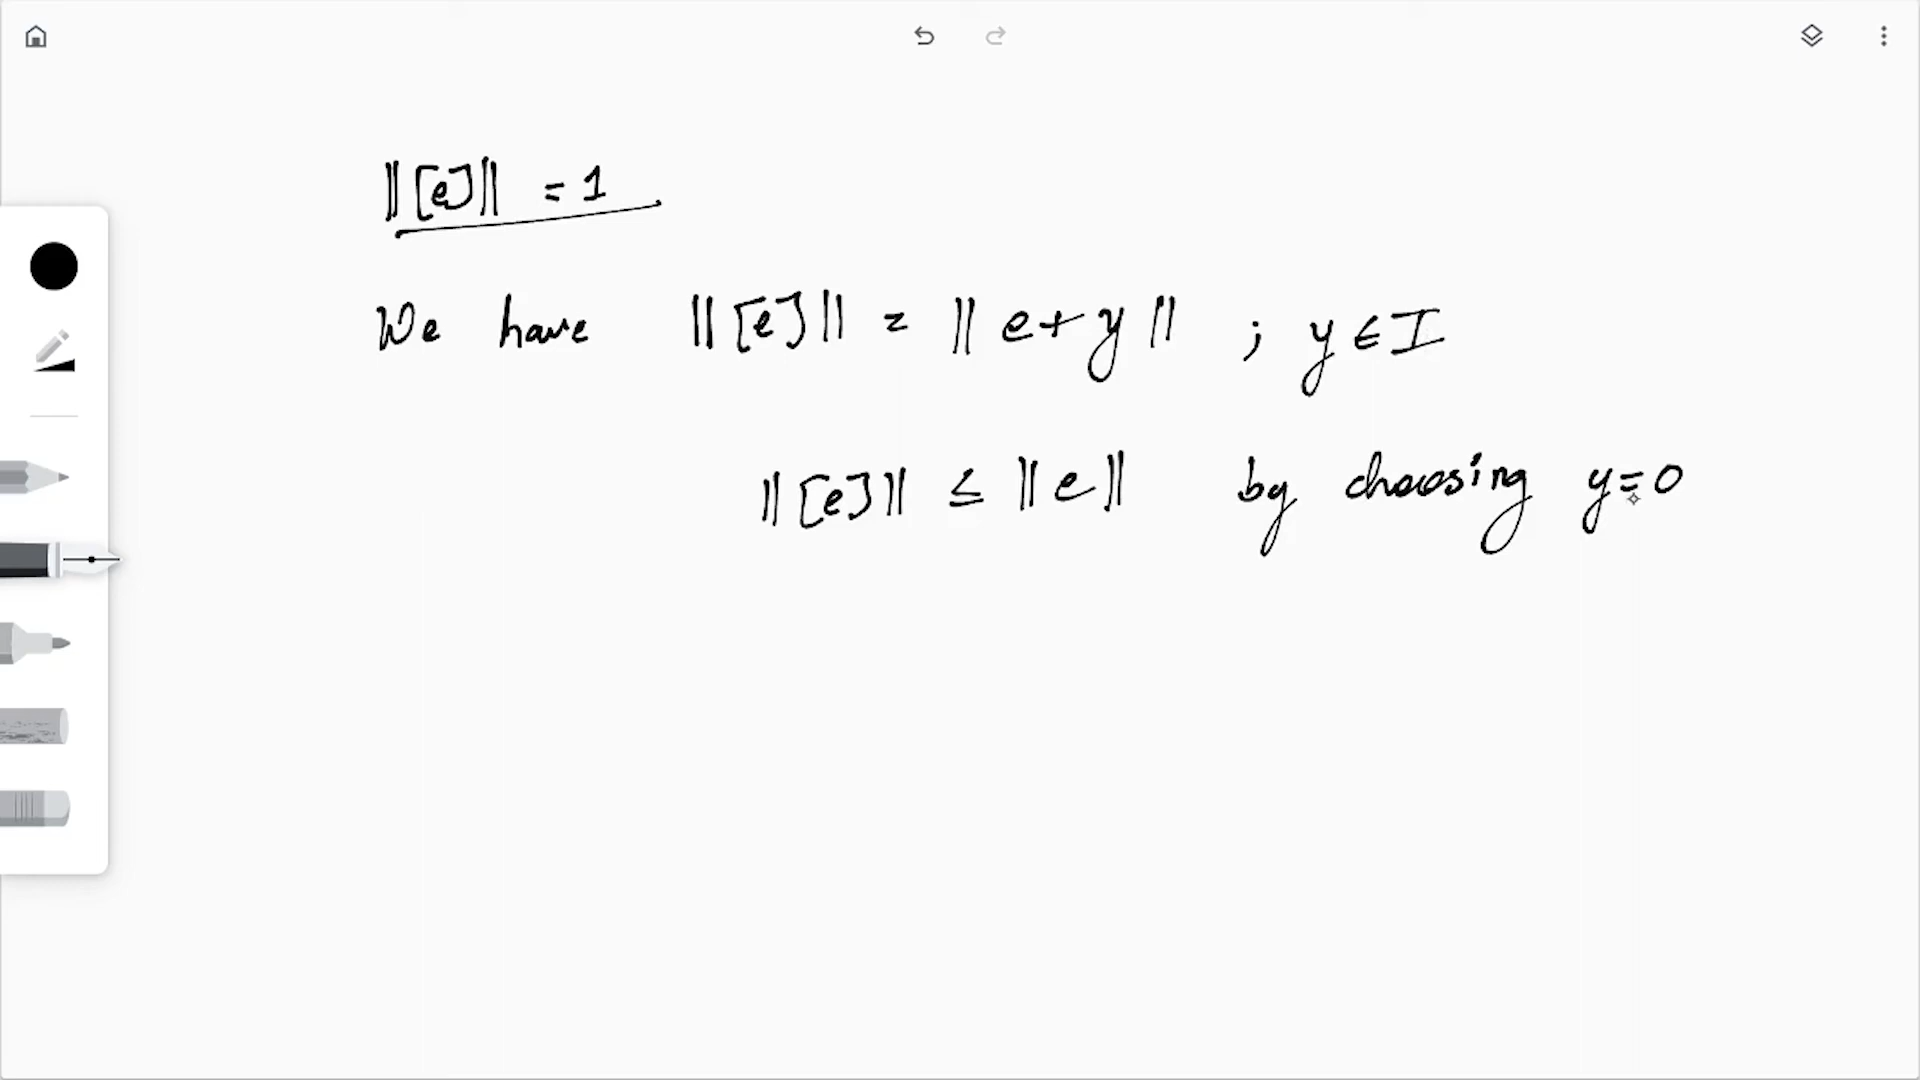 ‖[e]‖ = 1
We have ‖[e]‖ = ‖e+y‖ ; y ∈ I
‖[e]‖ ≤ ‖e‖ by choosing y=0